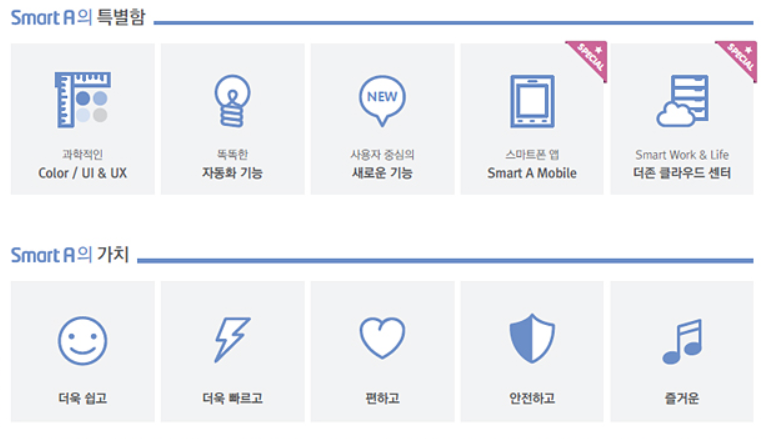 Smart A의 특별함
SPECIAL
SPECIAL
NEW
과학적인
Color / UI & UX
똑똑한
자동화 기능
사용자 중심의
새로운 기능
스마트폰 앱
Smart A Mobile
Smart Work & Life
더존 클라우드 센터
Smart A의 가치
더욱 쉽고
더욱 빠르고
편하고
안전하고
즐거운